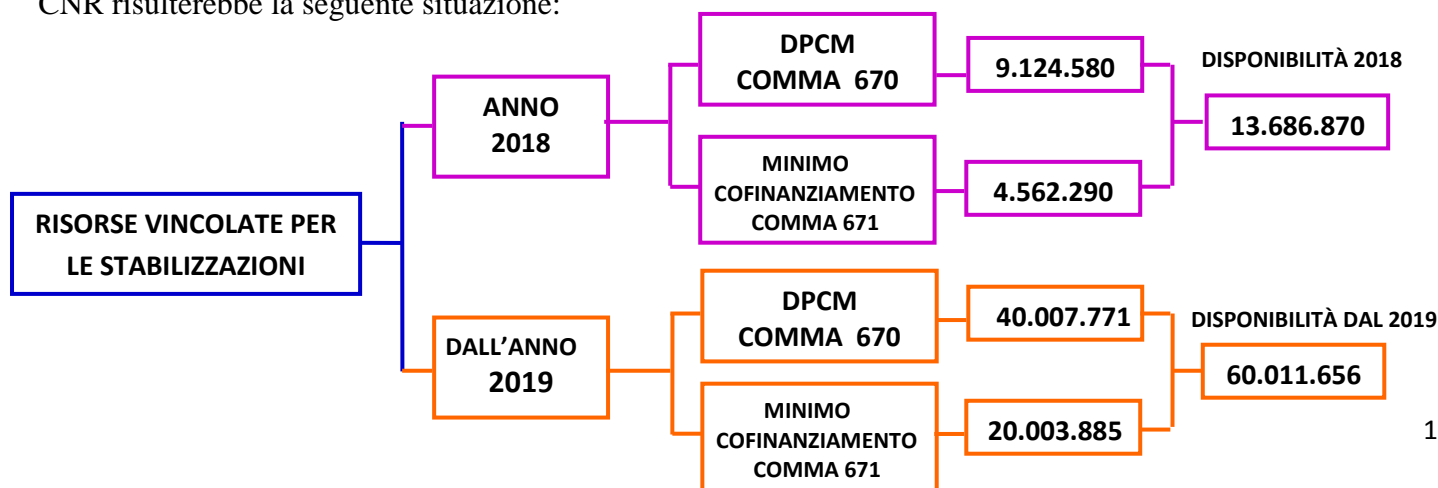 CNR risulterebbe la seguente situazione:
RISORSE VINCOLATE PER
LE STABILIZZAZIONI
ANNO
2018
DPCM
COMMA 670
9.124.580
MINIMO
COFINANZIAMENTO
COMMA 671
4.562.290
DISPONIBILITÀ 2018
13.686.870
DALL'ANNO
2019
DPCM
COMMA 670
40.007.771
MINIMO
COFINANZIAMENTO
COMMA 671
20.003.885
DISPONIBILITÀ DAL 2019
60.011.656
1